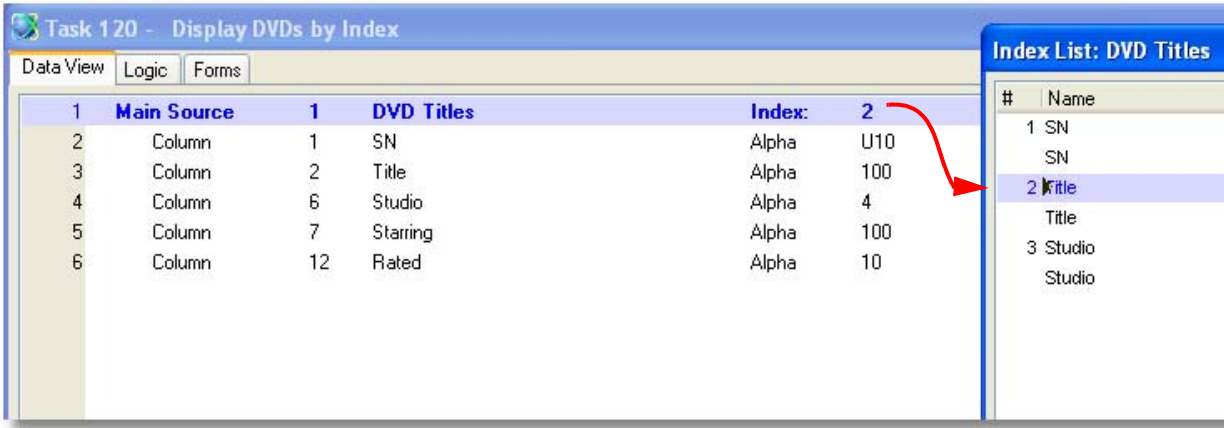 Task 120 - Display DVDs by Index
Data View Logic Forms
1 Main Source 1 DVD Titles Index: 2
2 Column 1 SN Alpha U10
3 Column 2 Title Alpha 100
4 Column 6 Studio Alpha 4
5 Column 7 Starring Alpha 100
6 Column 12 Rated Alpha 10
Index List: DVD Titles
# Name
1 SN
SN
2 Title
Title
3 Studio
Studio